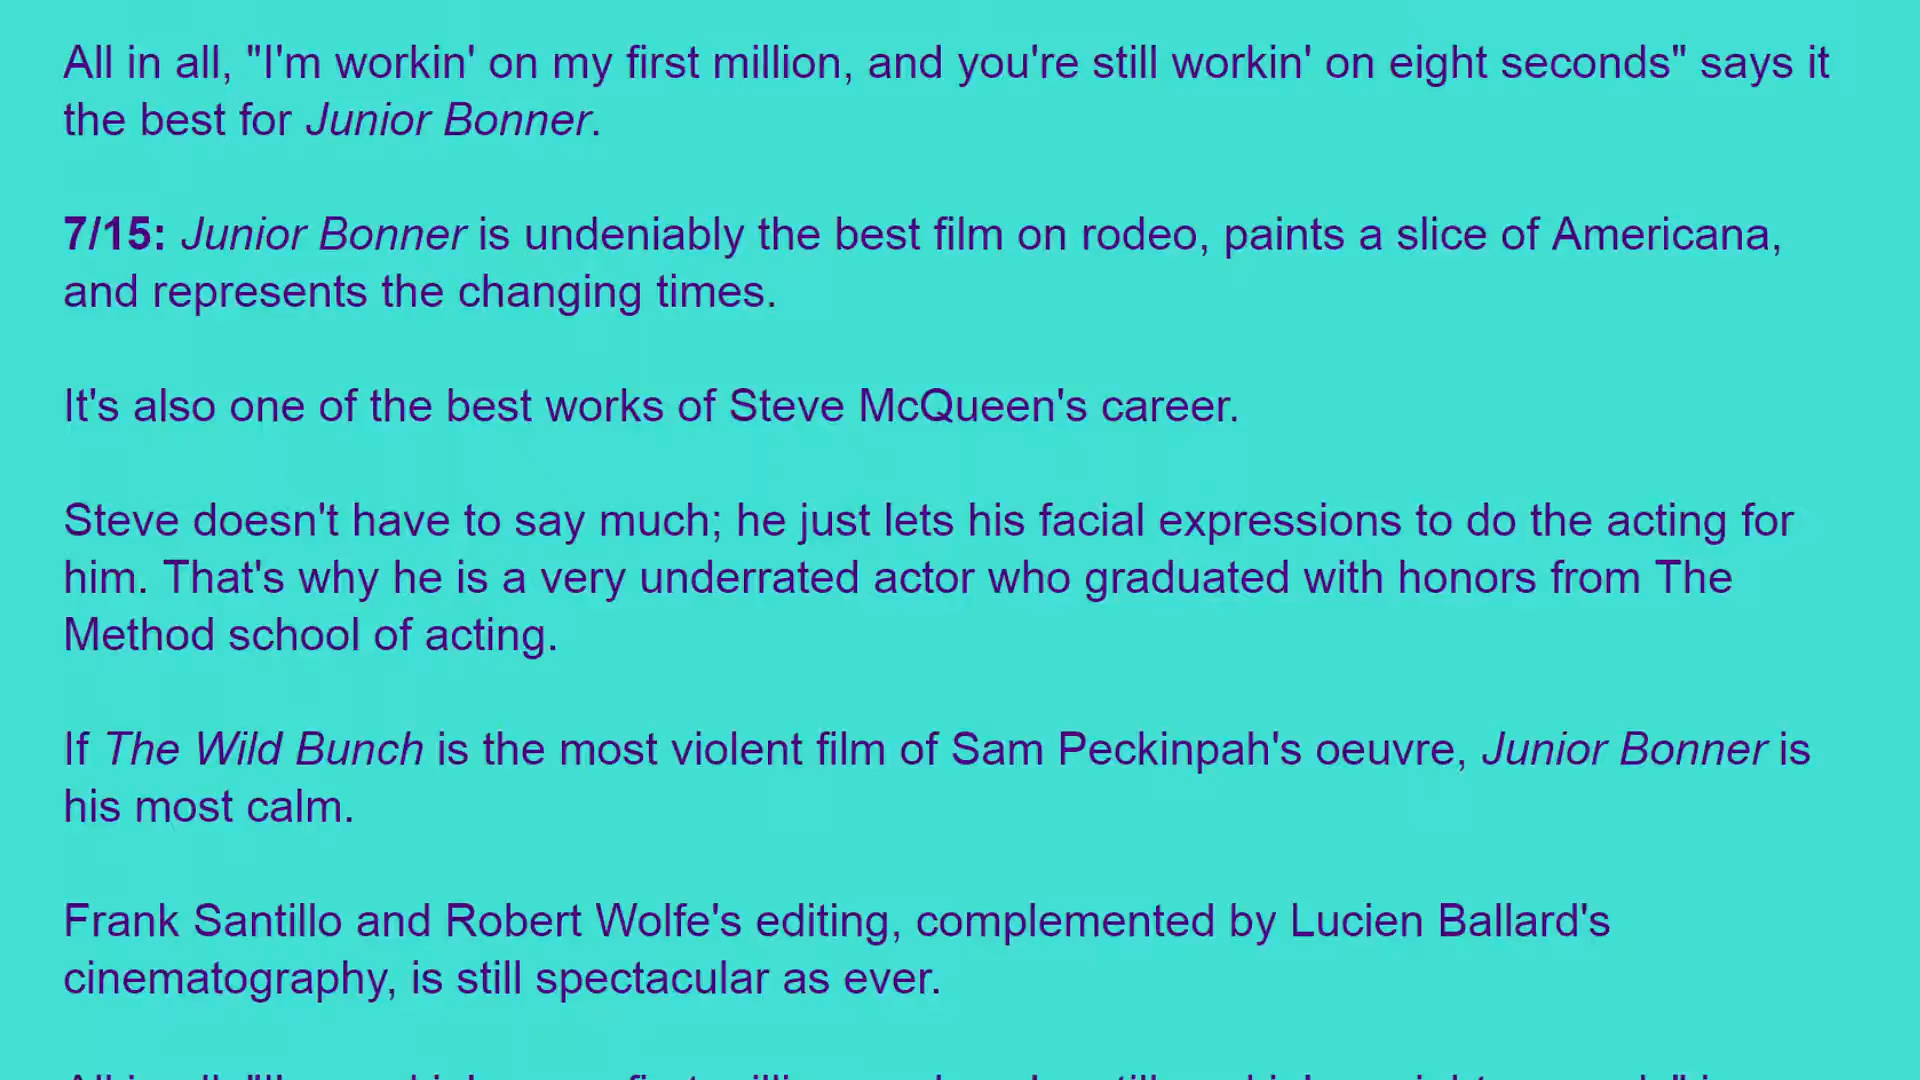 All in all, "I'm workin' on my first million, and you're still workin' on eight seconds" says it
the best for Junior Bonner.
7/15: Junior Bonner is undeniably the best film on rodeo, paints a slice of Americana,
and represents the changing times.
It's also one of the best works of Steve McQueen's career.
Steve doesn't have to say much; he just lets his facial expressions to do the acting for
him. That's why he is a very underrated actor who graduated with honors from The
Method school of acting.
If The Wild Bunch is the most violent film of Sam Peckinpah's oeuvre, Junior Bonner is
his most calm.
Frank Santillo and Robert Wolfe's editing, complemented by Lucien Ballard's
cinematography, is still spectacular as ever.